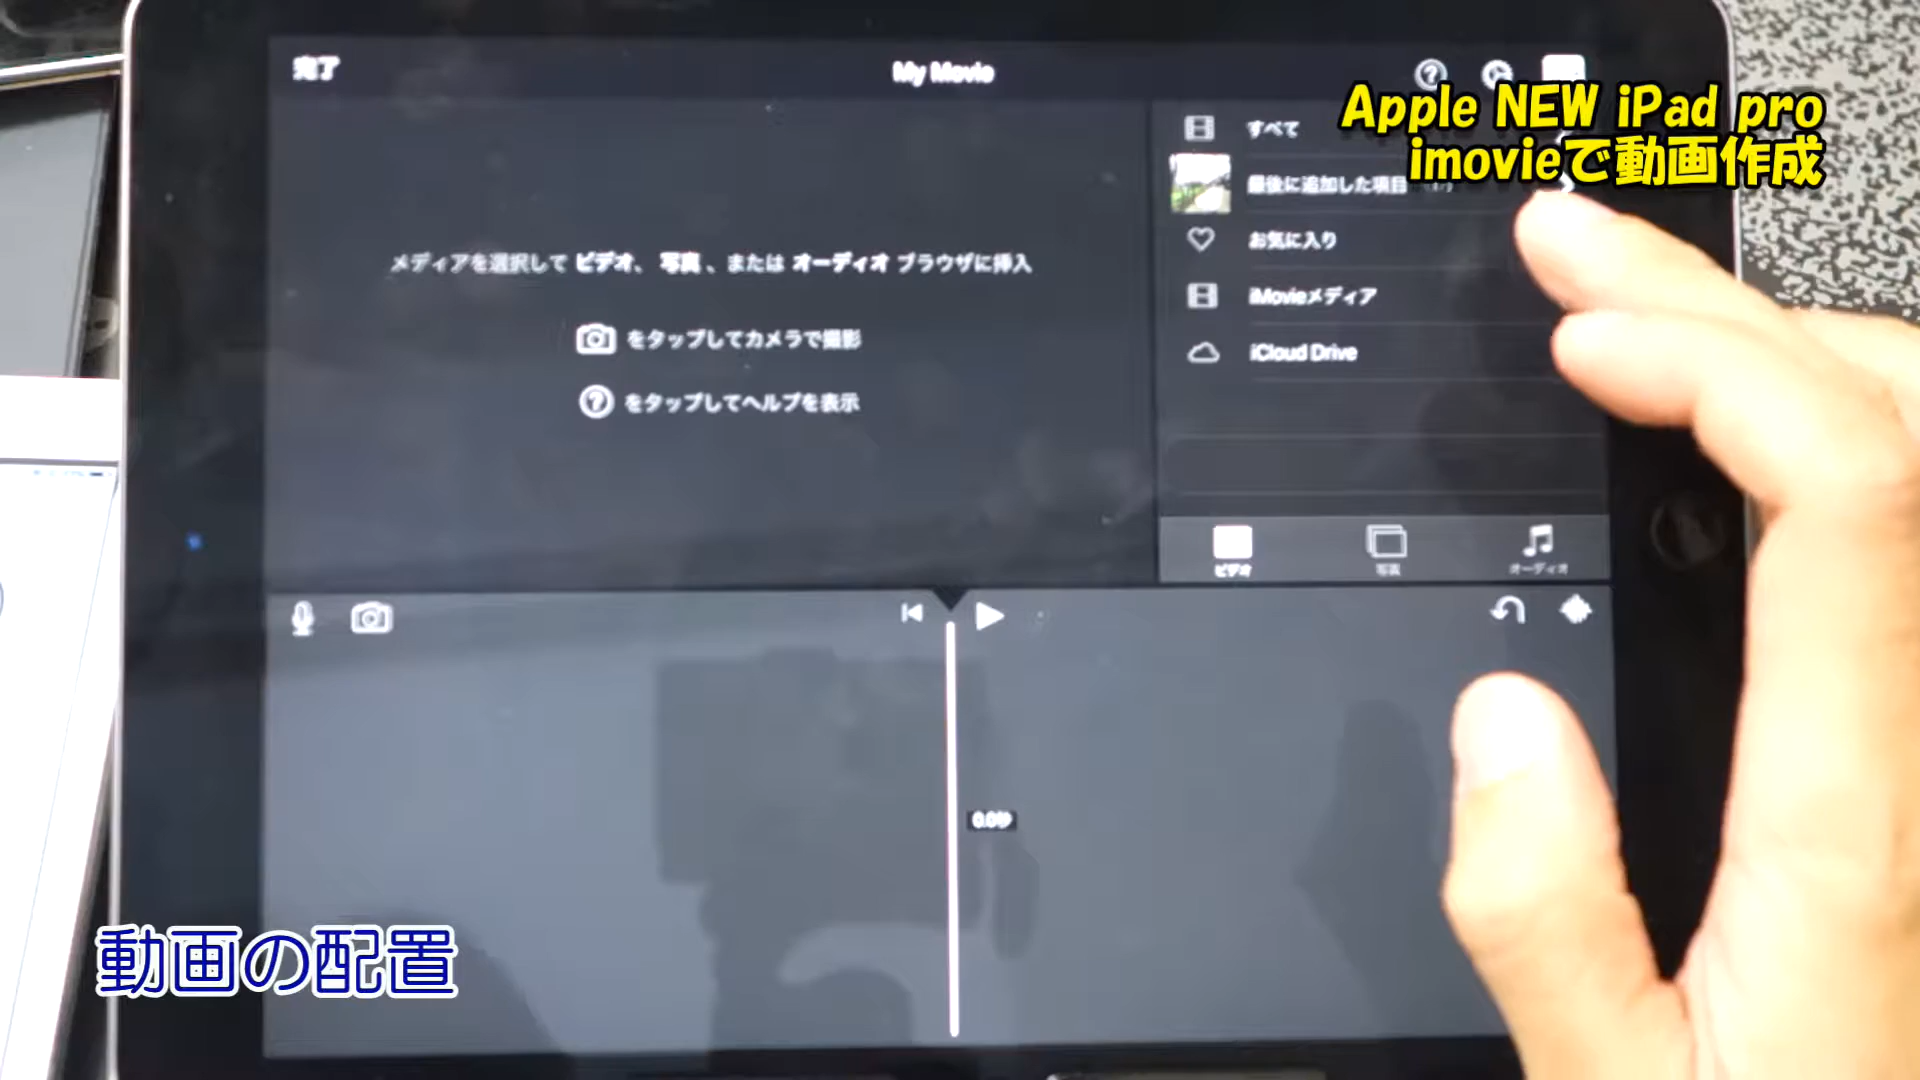 完了
My Movie
Apple NEW iPad pro
imovieで動画作成
すべて
最後に追加した項目
お気に入り
iMovieメディア
iCloud Drive
メディアを選択して ビデオ、 写真 、または オーディオ ブラウザに挿入
をタップしてカメラで撮影
をタップしてヘルプを表示
ビデオ
写真
オーディオ
0.0秒
動画の配置